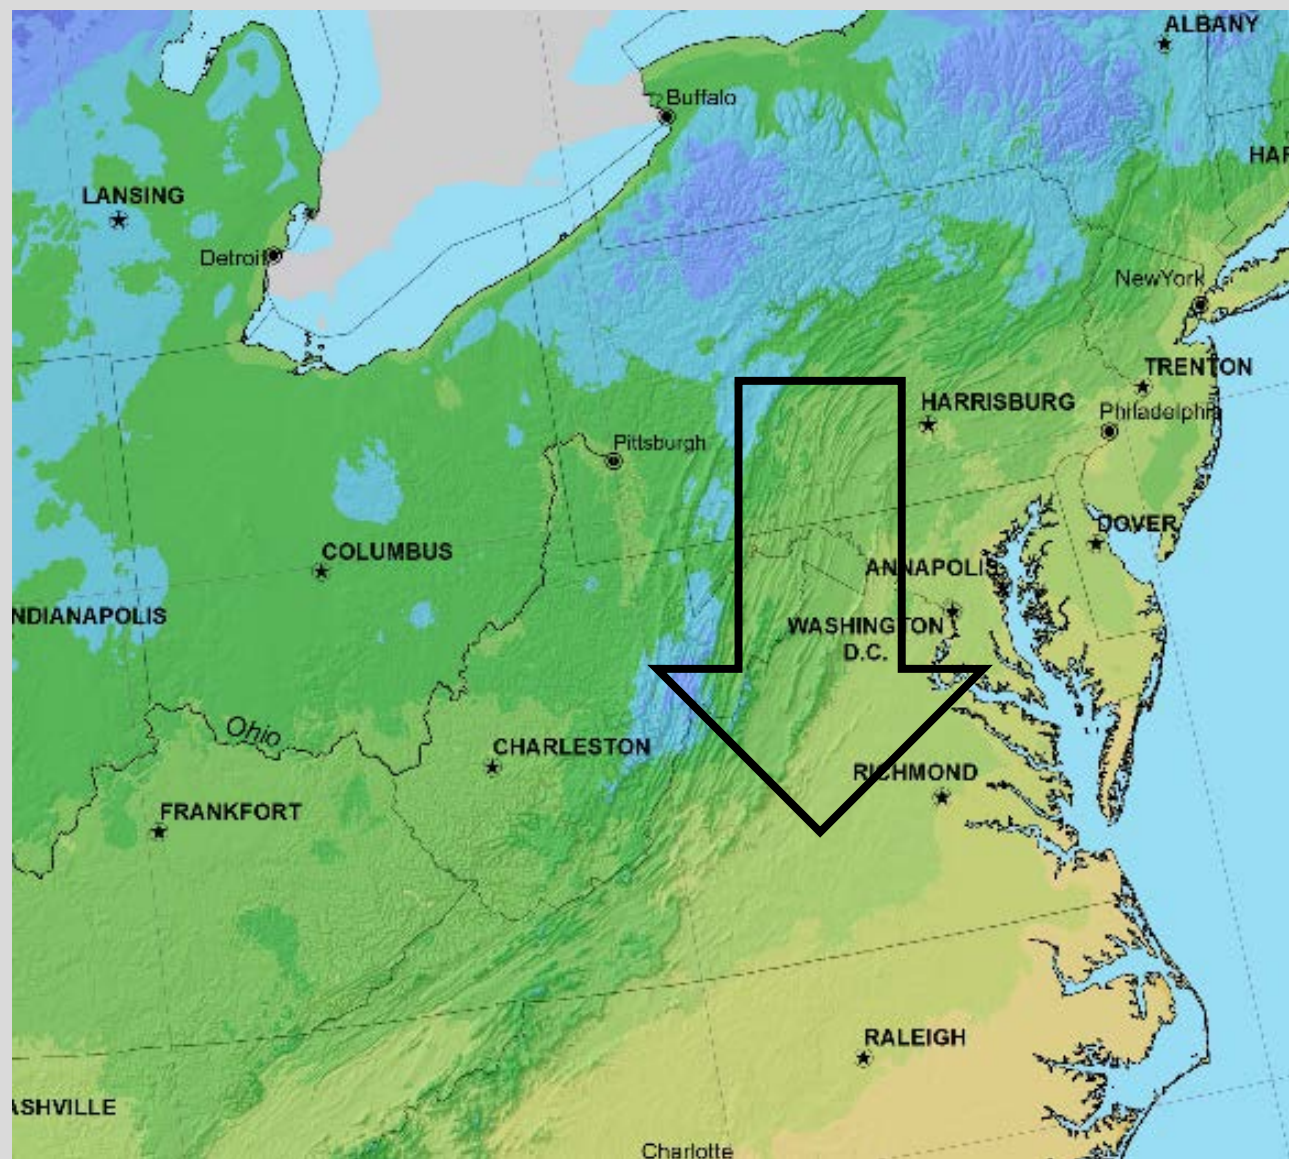 ALBANY
Buffalo
HAR
LANSING
Detroit
NewYork
TRENTON
HARRISBURG
Philadelphia
Pittsburgh
DOVER
COLUMBUS
ANNAPOLIS
NDIANAPOLIS
WASHINGTON
D.C.
Ohio
CHARLESTON
RICHMOND
FRANKFORT
RALEIGH
ASHVILLE
Charlotte